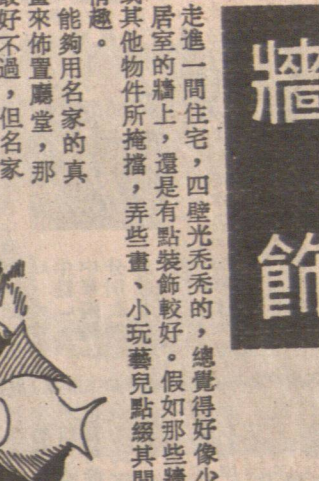 牆飾
走進一間住宅，四壁光禿禿的，總覺得好像少
居室的牆上，還是有點裝飾較好。假如那些牆
其他物件所掩擋，弄些畫、小玩藝兒點綴其間
情趣。
能夠用名家的真
來佈置廳堂，那
最好不過，但名家